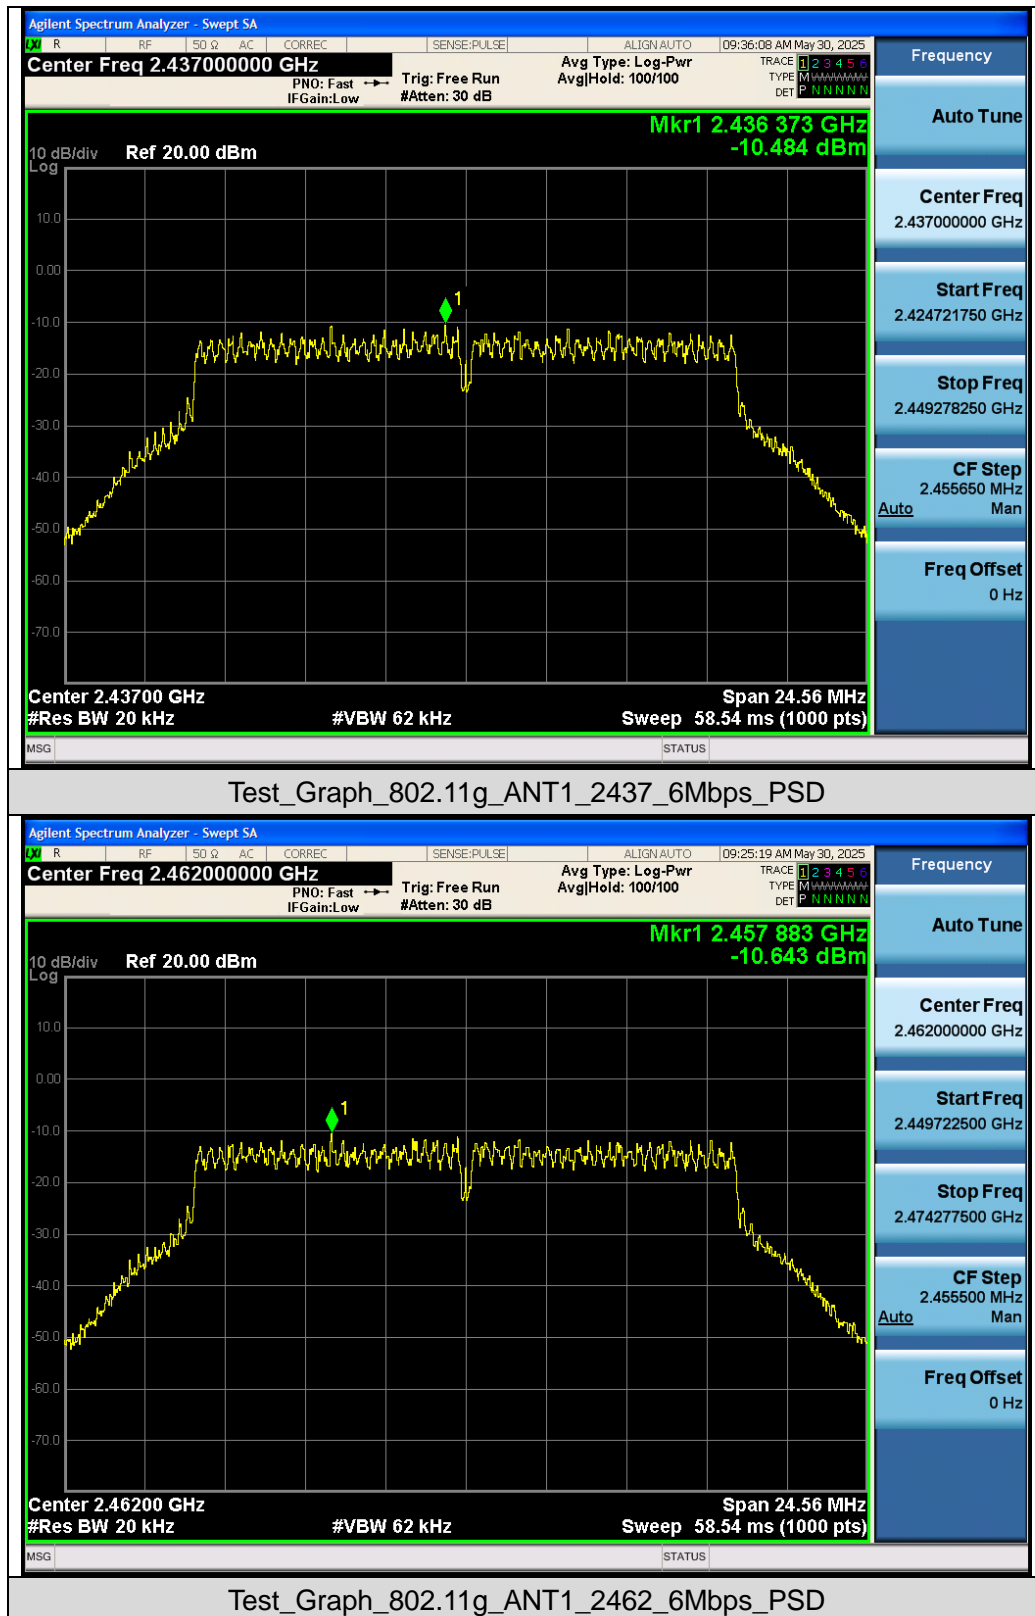 Agilent Spectrum Analyzer - Swept SA
LXI R RF 50 Ω AC CORREC SENSE:PULSE ALIGN AUTO 09:36:08 AM May 30, 2025
Center Freq 2.437000000 GHz
PNO: Fast
IFGain:Low
Trig: Free Run
#Atten: 30 dB
Avg Type: Log-Pwr
Avg|Hold: 100/100
TRACE 1 2 3 4 5 6
TYPE M
DET P N N N N N
Frequency
Auto Tune
Center Freq
2.437000000 GHz
Start Freq
2.424721750 GHz
Stop Freq
2.449278250 GHz
CF Step
2.455650 MHz
Auto Man
Freq Offset
0 Hz
Mkr1 2.436 373 GHz
-10.484 dBm
10 dB/div Ref 20.00 dBm
Log
10.0
0.00
-10.0
-20.0
-30.0
-40.0
-50.0
-60.0
-70.0
1
Center 2.43700 GHz Span 24.56 MHz
#Res BW 20 kHz #VBW 62 kHz Sweep 58.54 ms (1000 pts)
MSG STATUS
Test_Graph_802.11g_ANT1_2437_6Mbps_PSD
Agilent Spectrum Analyzer - Swept SA
LXI R RF 50 Ω AC CORREC SENSE:PULSE ALIGN AUTO 09:25:19 AM May 30, 2025
Center Freq 2.462000000 GHz
PNO: Fast
IFGain:Low
Trig: Free Run
#Atten: 30 dB
Avg Type: Log-Pwr
Avg|Hold: 100/100
TRACE 1 2 3 4 5 6
TYPE M
DET P N N N N N
Frequency
Auto Tune
Center Freq
2.462000000 GHz
Start Freq
2.449722500 GHz
Stop Freq
2.474277500 GHz
CF Step
2.455500 MHz
Auto Man
Freq Offset
0 Hz
Mkr1 2.457 883 GHz
-10.643 dBm
10 dB/div Ref 20.00 dBm
Log
10.0
0.00
-10.0
-20.0
-30.0
-40.0
-50.0
-60.0
-70.0
1
Center 2.46200 GHz Span 24.56 MHz
#Res BW 20 kHz #VBW 62 kHz Sweep 58.54 ms (1000 pts)
MSG STATUS
Test_Graph_802.11g_ANT1_2462_6Mbps_PSD